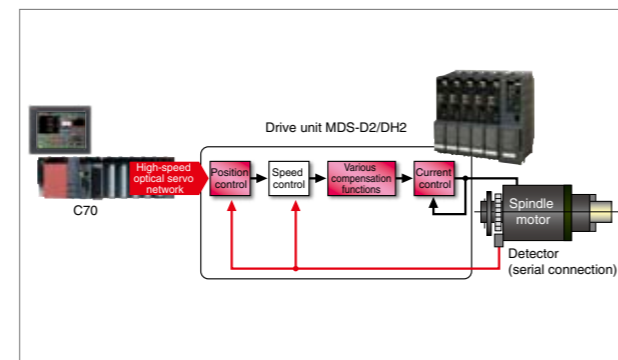 Drive unit MDS-D2/DH2
High-speed
optical servo
network
C70
Position
control
Speed
control
Various
compensation
functions
Current
control
Spindle
motor
Detector
(serial connection)